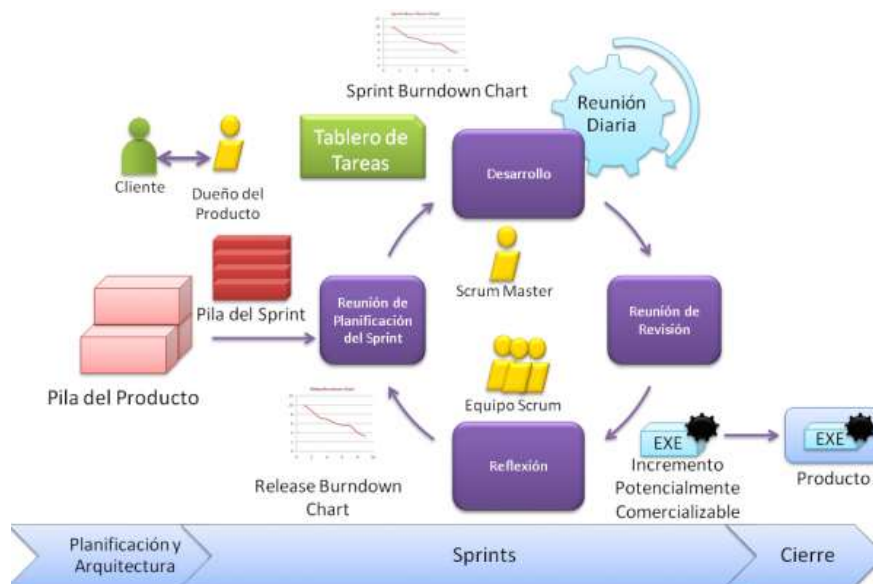 Sprint Burndown Chart
Reunión
Diaria
Tablero de
Tareas
Desarrollo
Cliente
Dueño del
Producto
Scrum Master
Pila del Sprint
Reunión de
Planificación
del Sprint
Reunión de
Revisión
Pila del Producto
Equipo Scrum
Reflexión
Release Burndown
Chart
EXE
Incremento
Potencialmente
Comercializable
EXE
Producto
Planificación y
Arquitectura
Sprints
Cierre